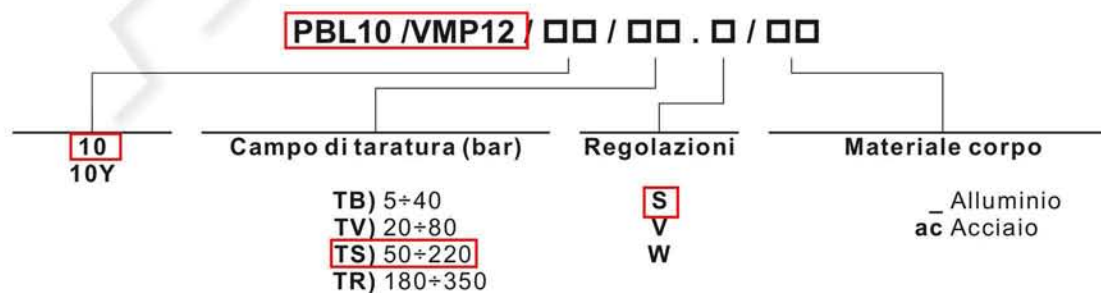 PBL10 /VMP12 / □□ / □□ . □ / □□
10 Campo di taratura (bar) Regolazioni Materiale corpo
10Y
TB) 5÷40 S _ Alluminio
TV) 20÷80 V ac Acciaio
TS) 50÷220 W
TR) 180÷350